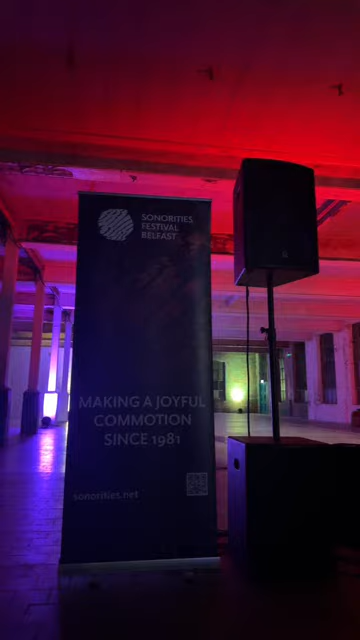 SONORITIES
FESTIVAL
BELFAST
MAKING A JOYFUL
COMMOTION
SINCE 1981
sonorities.net